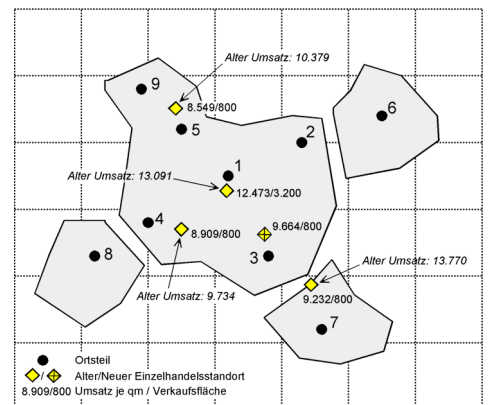 Alter Umsatz: 10.379
9
8.549/800
5
6
2
Alter Umsatz: 13.091
1
12.473/3.200
4
8.909/800
9.664/800
3
8
Alter Umsatz: 13.770
Alter Umsatz: 9.734
9.232/800
7
Ortsteil
/ Alter/Neuer Einzelhandelsstandort
8.909/800 Umsatz je qm / Verkaufsfläche